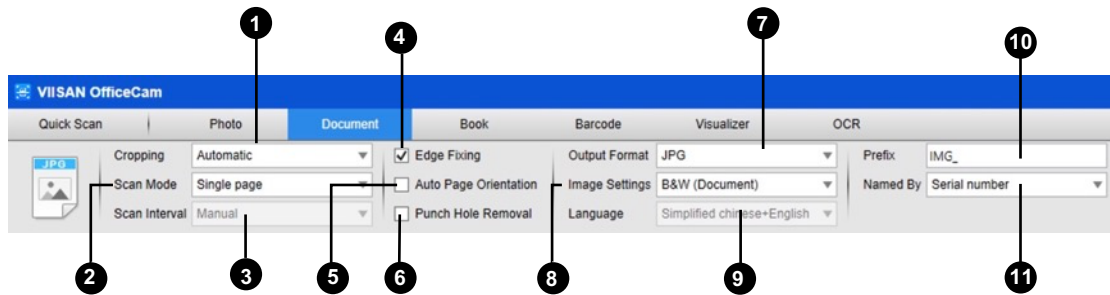 1
4
7
10
VIISAN OfficeCam
Quick Scan Photo Document Book Barcode Visualizer OCR
JPG Cropping Automatic Edge Fixing Output Format JPG Prefix IMG_
Scan Mode Single page Auto Page Orientation Image Settings B&W (Document) Named By Serial number
Scan Interval Manual Punch Hole Removal Language Simplified chinese+English
2
3
5
6
8
9
11